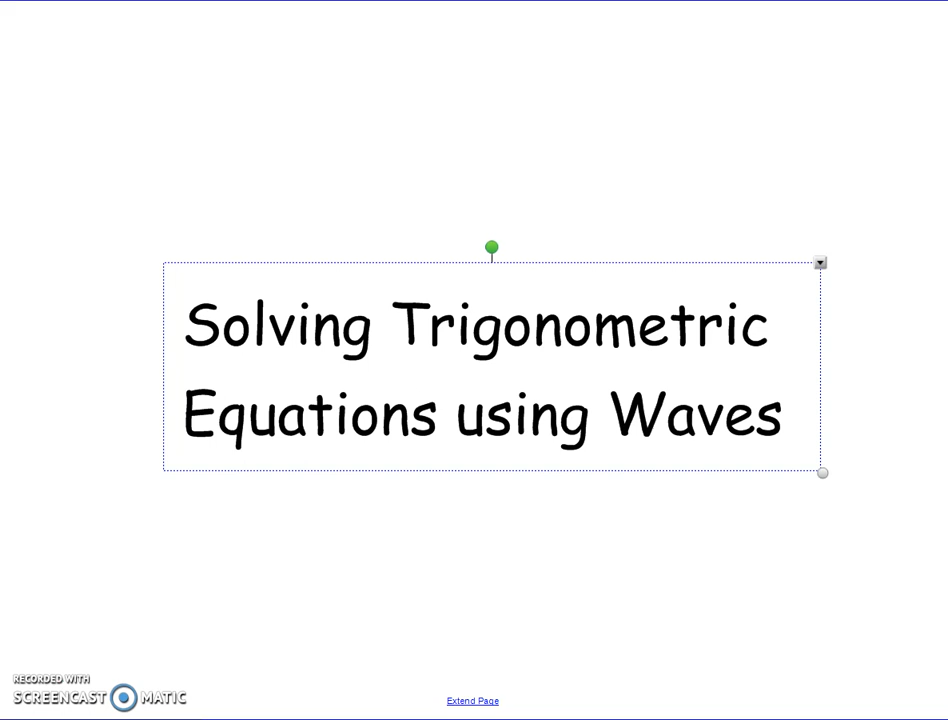 Solving Trigonometric
Equations using Waves
RECORDED WITH
SCREENCAST MATIC
Extend Page